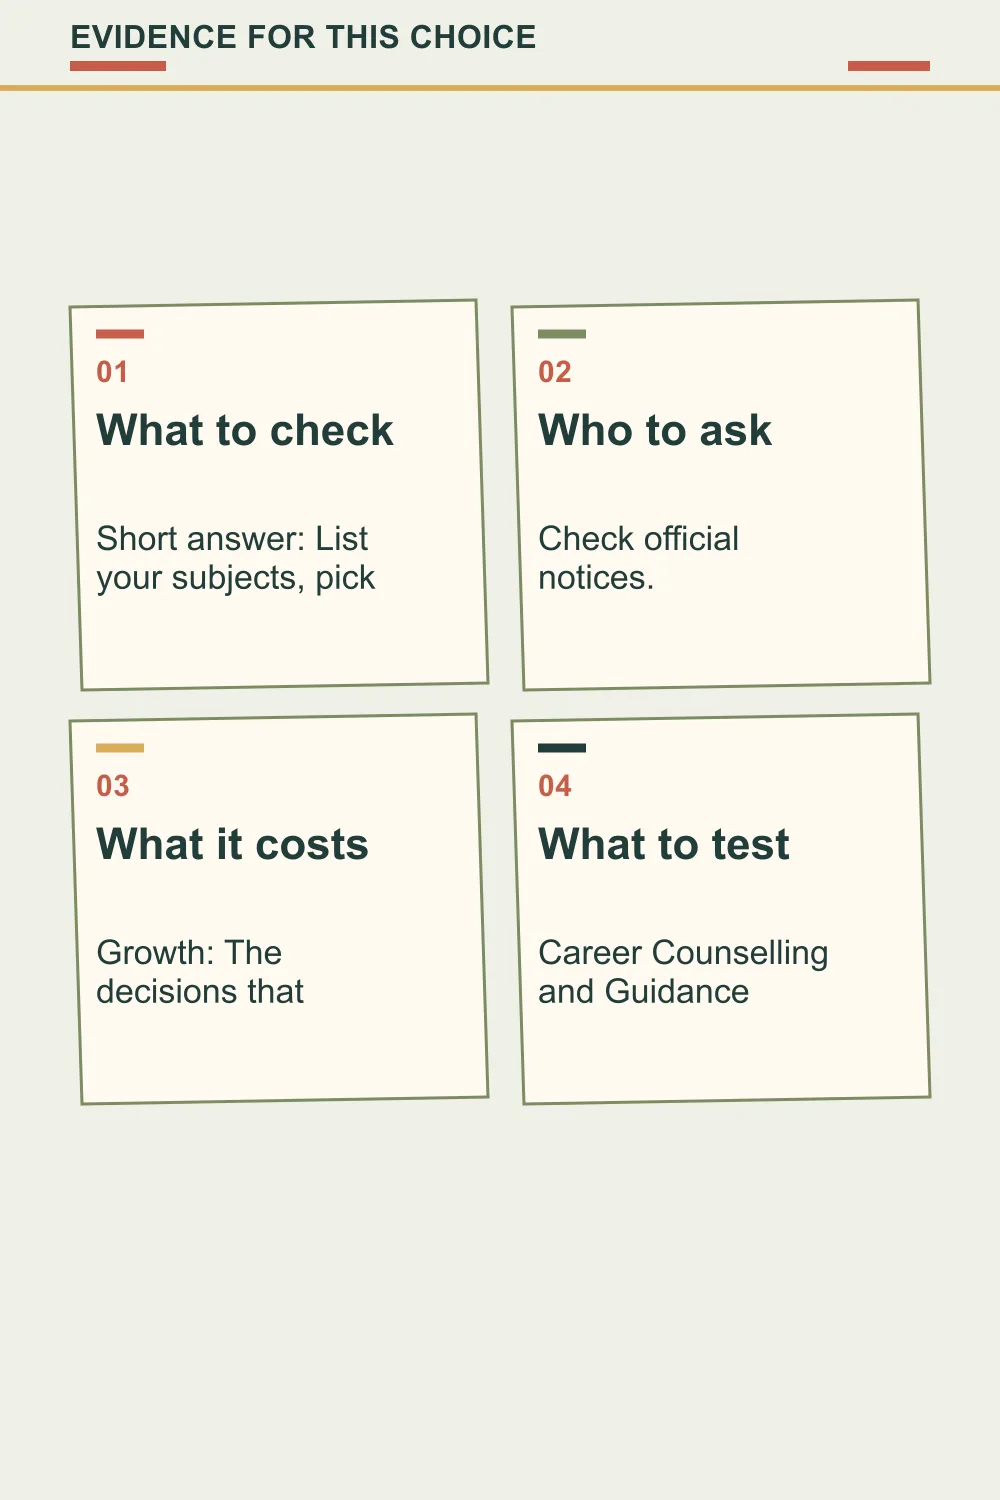 EVIDENCE FOR THIS CHOICE
01
What to check
Short answer: List
your subjects, pick
02
Who to ask
Check official
notices.
03
What it costs
Growth: The
decisions that
04
What to test
Career Counselling
and Guidance